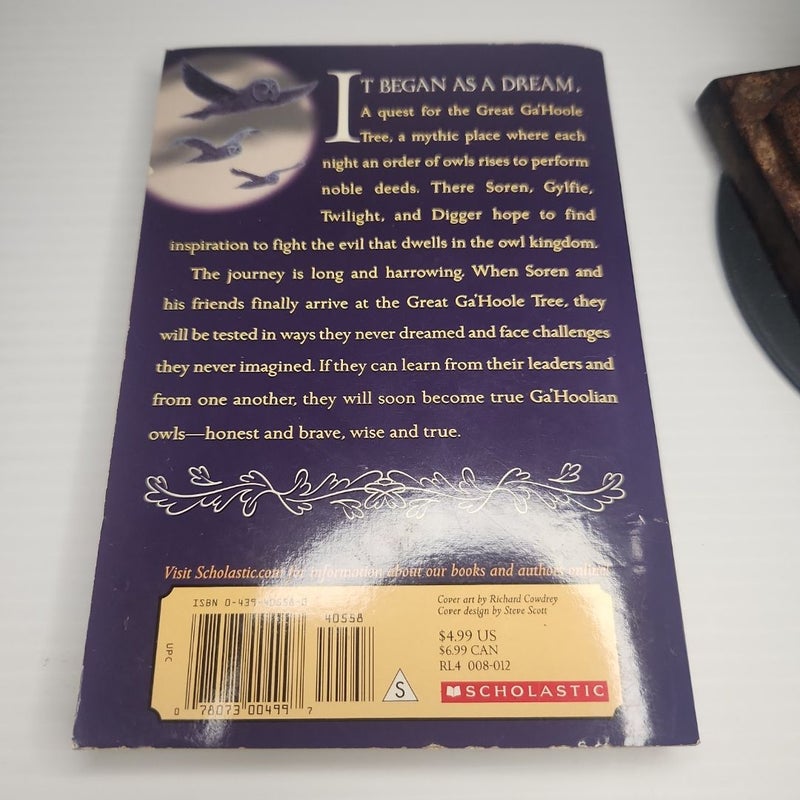 IT BEGAN AS A DREAM,
A quest for the Great Ga'Hoole
Tree, a mythic place where each
night an order of owls rises to perform
noble deeds. There Soren, Gylfie,
Twilight, and Digger hope to find
inspiration to fight the evil that dwells in the owl kingdom.
The journey is long and harrowing. When Soren and
his friends finally arrive at the Great Ga'Hoole Tree, they
will be tested in ways they never dreamed and face challenges
they never imagined. If they can learn from their leaders and
from one another, they will soon become true Ga'Hoolian
owls—honest and brave, wise and true.
Visit Scholastic.com for information about our books and authors online!
ISBN 0-439-40558-
40558
UPC
0 78073 00499 7
S
Cover art by Richard Cowdrey
Cover design by Steve Scott
$4.99 US
$6.99 CAN
RL4 008-012
SCHOLASTIC